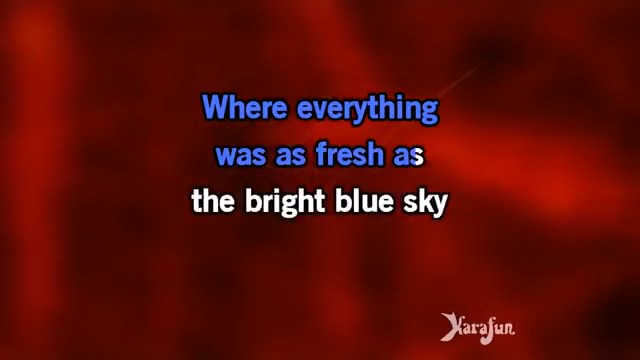 Where everything
was as fresh as
the bright blue sky
Karafun